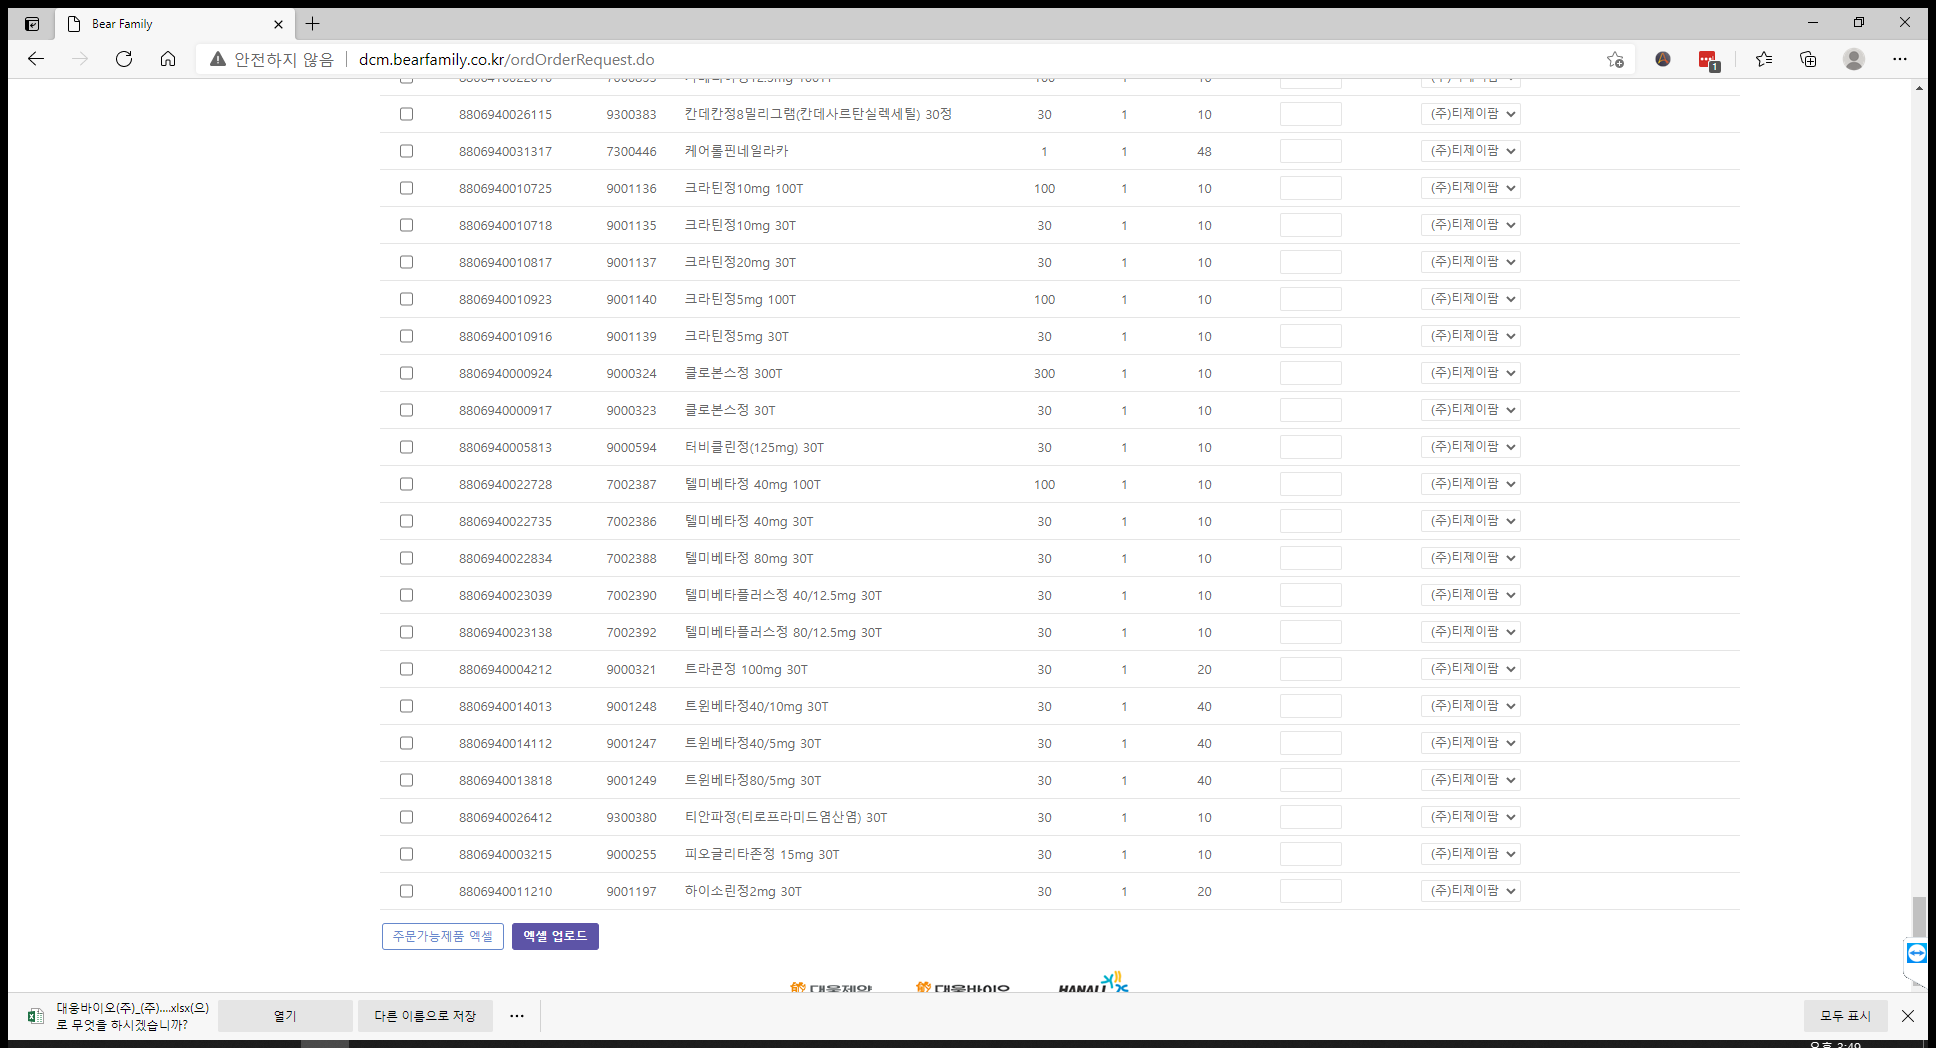 Bear Family
안전하지 않음 dcm.bearfamily.co.kr/ordOrderRequest.do
1
8806940026115 9300383 칸데칸정8밀리그램(칸데사르탄실렉세틸) 30정 30 1 10 (주)티제이팜
8806940031317 7300446 케어롤핀네일라카 1 1 48 (주)티제이팜
8806940010725 9001136 크라틴정10mg 100T 100 1 10 (주)티제이팜
8806940010718 9001135 크라틴정10mg 30T 30 1 10 (주)티제이팜
8806940010817 9001137 크라틴정20mg 30T 30 1 10 (주)티제이팜
8806940010923 9001140 크라틴정5mg 100T 100 1 10 (주)티제이팜
8806940010916 9001139 크라틴정5mg 30T 30 1 10 (주)티제이팜
8806940000924 9000324 클로본스정 300T 300 1 10 (주)티제이팜
8806940000917 9000323 클로본스정 30T 30 1 10 (주)티제이팜
8806940005813 9000594 터비클린정(125mg) 30T 30 1 10 (주)티제이팜
8806940022728 7002387 텔미베타정 40mg 100T 100 1 10 (주)티제이팜
8806940022735 7002386 텔미베타정 40mg 30T 30 1 10 (주)티제이팜
8806940022834 7002388 텔미베타정 80mg 30T 30 1 10 (주)티제이팜
8806940023039 7002390 텔미베타플러스정 40/12.5mg 30T 30 1 10 (주)티제이팜
8806940023138 7002392 텔미베타플러스정 80/12.5mg 30T 30 1 10 (주)티제이팜
8806940004212 9000321 트라콘정 100mg 30T 30 1 20 (주)티제이팜
8806940014013 9001248 트윈베타정40/10mg 30T 30 1 40 (주)티제이팜
8806940014112 9001247 트윈베타정40/5mg 30T 30 1 40 (주)티제이팜
8806940013818 9001249 트윈베타정80/5mg 30T 30 1 40 (주)티제이팜
8806940026412 9300380 티안파정(티로프라미드염산염) 30T 30 1 10 (주)티제이팜
8806940003215 9000255 피오글리타존정 15mg 30T 30 1 10 (주)티제이팜
8806940011210 9001197 하이소린정2mg 30T 30 1 20 (주)티제이팜
주문가능제품 엑셀 엑셀 업로드
대웅제약 대웅바이오 HANALL
대웅바이오(주)_(주)....xlsx(으)
로 무엇을 하시겠습니까?
열기 다른 이름으로 저장 ··· 모두 표시
오후 3:49